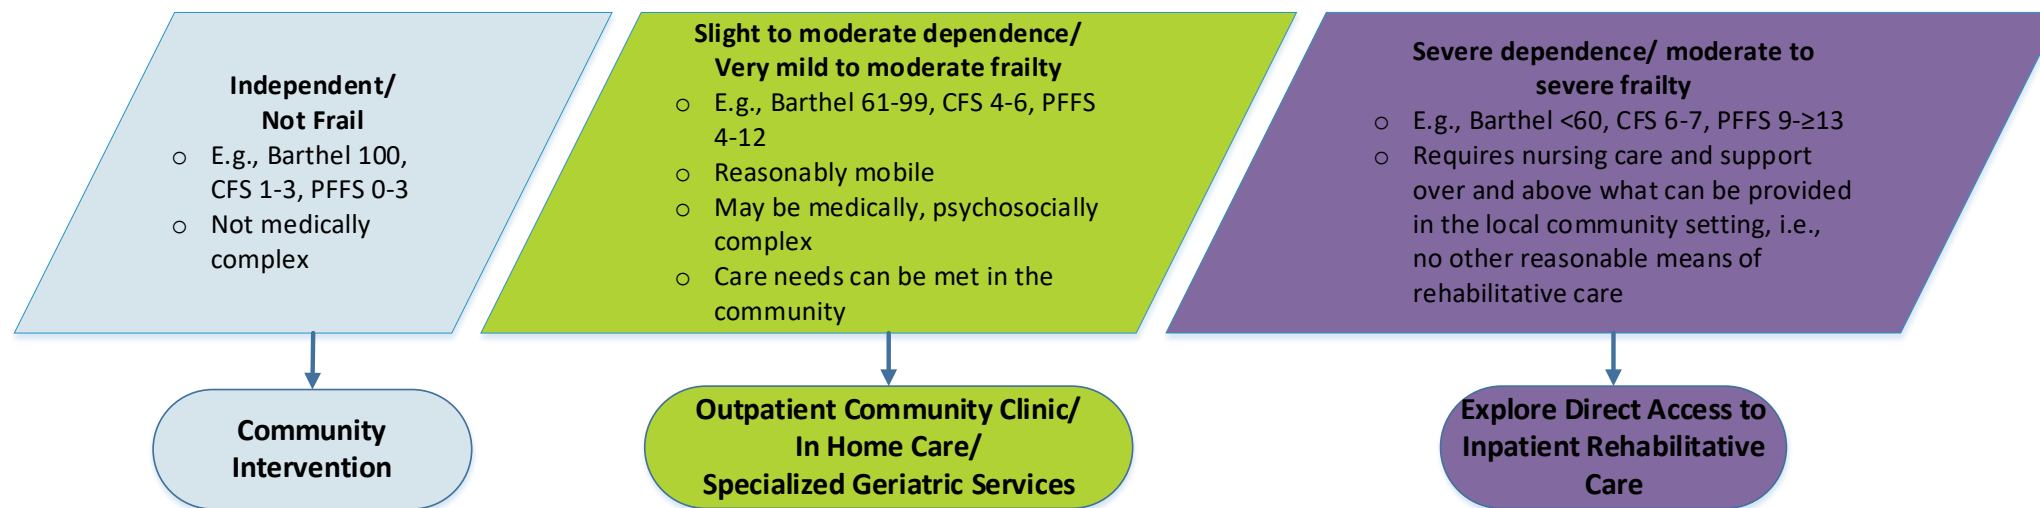 Independent/
Not Frail
o E.g., Barthel 100,
CFS 1-3, PFFS 0-3
o Not medically
complex
Slight to moderate dependence/
Very mild to moderate frailty
o E.g., Barthel 61-99, CFS 4-6, PFFS
4-12
o Reasonably mobile
o May be medically, psychosocially
complex
o Care needs can be met in the
community
Severe dependence/ moderate to
severe frailty
o E.g., Barthel <60, CFS 6-7, PFFS 9-≥13
o Requires nursing care and support
over and above what can be provided
in the local community setting, i.e.,
no other reasonable means of
rehabilitative care
Community
Intervention
Outpatient Community Clinic/
In Home Care/
Specialized Geriatric Services
Explore Direct Access to
Inpatient Rehabilitative
Care